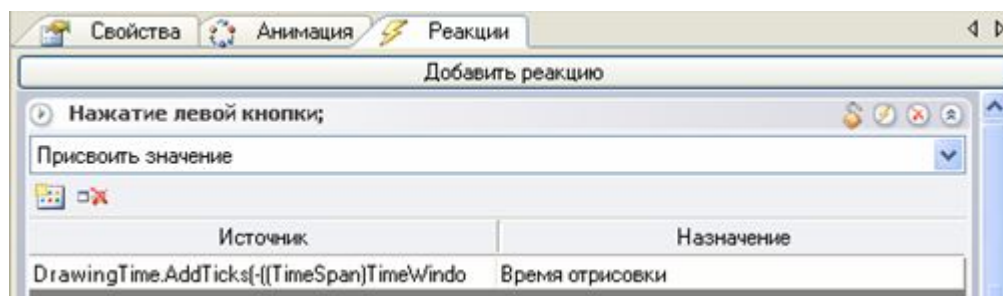 Свойства Анимация Реакции
Добавить реакцию
Нажатие левой кнопки;
Присвоить значение
Источник Назначение
DrawingTime.AddTicks(-((TimeSpan)TimeWindo Время отрисовки